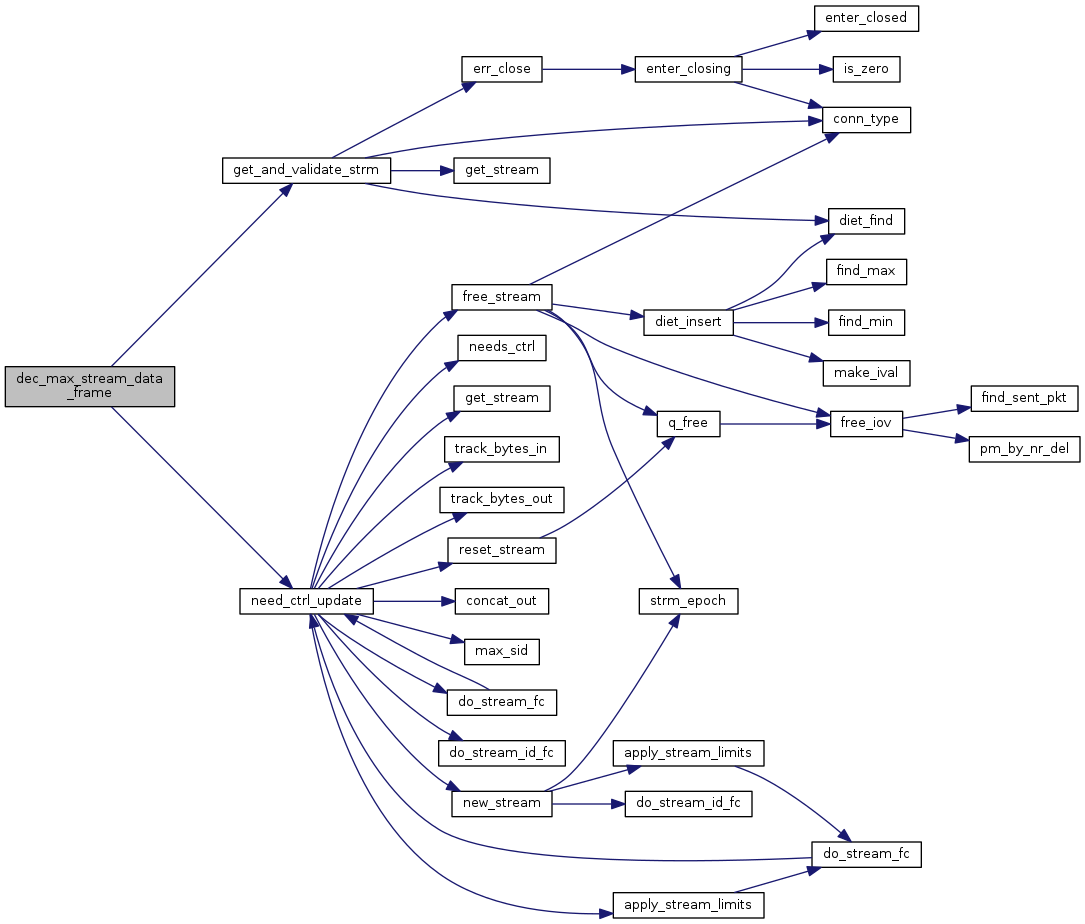 enter_closed
err_close
enter_closing
is_zero
conn_type
get_and_validate_strm
get_stream
diet_find
find_max
free_stream
diet_insert
find_min
needs_ctrl
make_ival
dec_max_stream_data
_frame
get_stream
find_sent_pkt
q_free
free_iov
track_bytes_in
pm_by_nr_del
track_bytes_out
reset_stream
need_ctrl_update
concat_out
strm_epoch
max_sid
do_stream_fc
do_stream_id_fc
apply_stream_limits
new_stream
do_stream_id_fc
do_stream_fc
apply_stream_limits